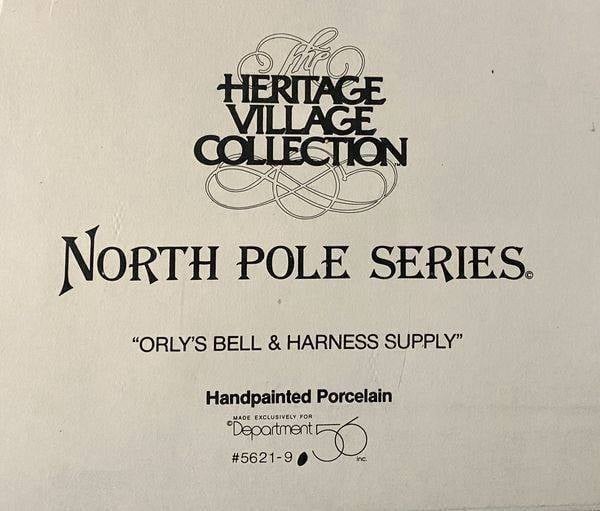 The
HERITAGE
VILLAGE
COLLECTION™
NORTH POLE SERIES©
“ORLY’S BELL & HARNESS SUPPLY”
Handpainted Porcelain
MADE EXCLUSIVELY FOR
©Department 56 inc.
#5621-9